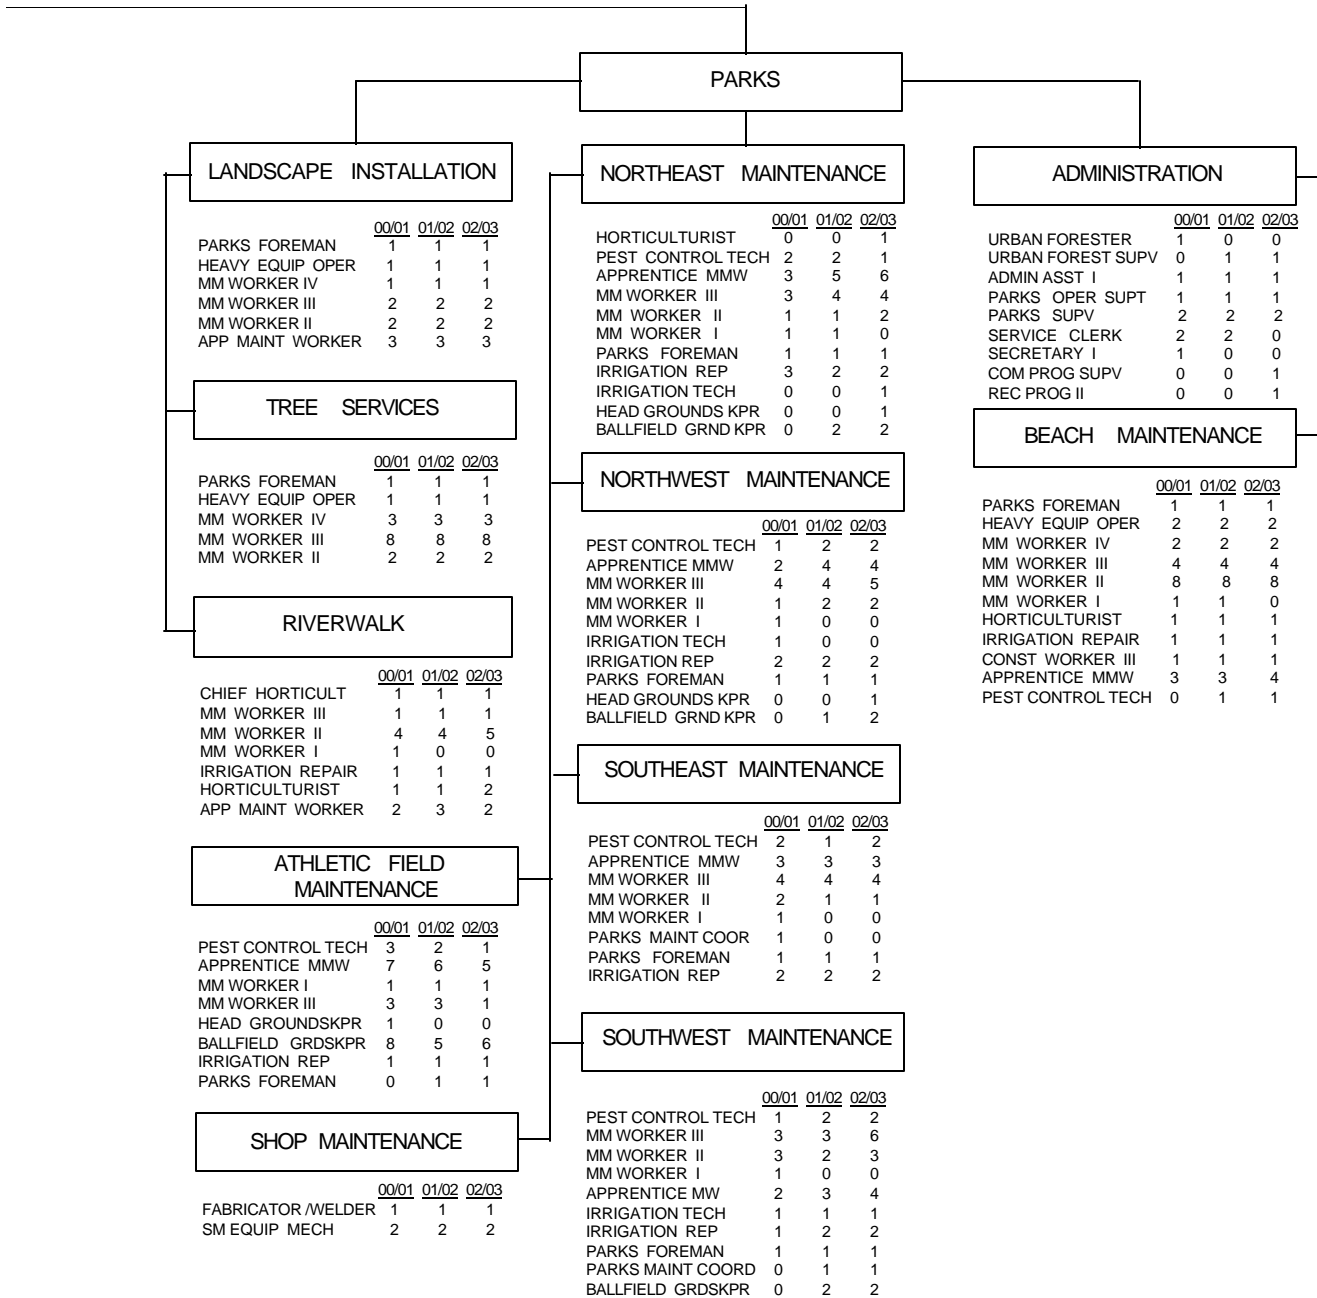 PARKS
LANDSCAPE INSTALLATION
00/01 01/02 02/03
PARKS FOREMAN 1 1 1
HEAVY EQUIP OPER 1 1 1
MM WORKER IV 1 1 1
MM WORKER III 2 2 2
MM WORKER II 2 2 2
APP MAINT WORKER 3 3 3
TREE SERVICES
00/01 01/02 02/03
PARKS FOREMAN 1 1 1
HEAVY EQUIP OPER 1 1 1
MM WORKER IV 3 3 3
MM WORKER III 8 8 8
MM WORKER II 2 2 2
RIVERWALK
00/01 01/02 02/03
CHIEF HORTICULT 1 1 1
MM WORKER III 1 1 1
MM WORKER II 4 4 5
MM WORKER I 1 0 0
IRRIGATION REPAIR 1 1 1
HORTICULTURIST 1 1 2
APP MAINT WORKER 2 3 2
ATHLETIC FIELD
MAINTENANCE
00/01 01/02 02/03
PEST CONTROL TECH 3 2 1
APPRENTICE MMW 7 6 5
MM WORKER I 1 1 1
MM WORKER III 3 3 1
HEAD GROUNDSKPR 1 0 0
BALLFIELD GRDSKPR 8 5 6
IRRIGATION REP 1 1 1
PARKS FOREMAN 0 1 1
SHOP MAINTENANCE
00/01 01/02 02/03
FABRICATOR /WELDER 1 1 1
SM EQUIP MECH 2 2 2
NORTHEAST MAINTENANCE
00/01 01/02 02/03
HORTICULTURIST 0 0 1
PEST CONTROL TECH 2 2 1
APPRENTICE MMW 3 5 6
MM WORKER III 3 4 4
MM WORKER II 1 1 2
MM WORKER I 1 1 0
PARKS FOREMAN 1 1 1
IRRIGATION REP 3 2 2
IRRIGATION TECH 0 0 1
HEAD GROUNDS KPR 0 0 1
BALLFIELD GRND KPR 0 2 2
NORTHWEST MAINTENANCE
00/01 01/02 02/03
PEST CONTROL TECH 1 2 2
APPRENTICE MMW 2 4 4
MM WORKER III 4 4 5
MM WORKER II 1 2 2
MM WORKER I 1 0 0
IRRIGATION TECH 1 0 0
IRRIGATION REP 2 2 2
PARKS FOREMAN 1 1 1
HEAD GROUNDS KPR 0 0 1
BALLFIELD GRND KPR 0 1 2
SOUTHEAST MAINTENANCE
00/01 01/02 02/03
PEST CONTROL TECH 2 1 2
APPRENTICE MMW 3 3 3
MM WORKER III 4 4 4
MM WORKER II 2 1 1
MM WORKER I 1 0 0
PARKS MAINT COOR 1 0 0
PARKS FOREMAN 1 1 1
IRRIGATION REP 2 2 2
SOUTHWEST MAINTENANCE
00/01 01/02 02/03
PEST CONTROL TECH 1 2 2
MM WORKER III 3 3 6
MM WORKER II 3 2 3
MM WORKER I 1 0 0
APPRENTICE MW 2 3 4
IRRIGATION TECH 1 1 1
IRRIGATION REP 1 2 2
PARKS FOREMAN 1 1 1
PARKS MAINT COORD 0 1 1
BALLFIELD GRDSKPR 0 2 2
ADMINISTRATION
00/01 01/02 02/03
URBAN FORESTER 1 0 0
URBAN FOREST SUPV 0 1 1
ADMIN ASST I 1 1 1
PARKS OPER SUPT 1 1 1
PARKS SUPV 2 2 2
SERVICE CLERK 2 2 0
SECRETARY I 1 0 0
COM PROG SUPV 0 0 1
REC PROG II 0 0 1
BEACH MAINTENANCE
00/01 01/02 02/03
PARKS FOREMAN 1 1 1
HEAVY EQUIP OPER 2 2 2
MM WORKER IV 2 2 2
MM WORKER III 4 4 4
MM WORKER II 8 8 8
MM WORKER I 1 1 0
HORTICULTURIST 1 1 1
IRRIGATION REPAIR 1 1 1
CONST WORKER III 1 1 1
APPRENTICE MMW 3 3 4
PEST CONTROL TECH 0 1 1